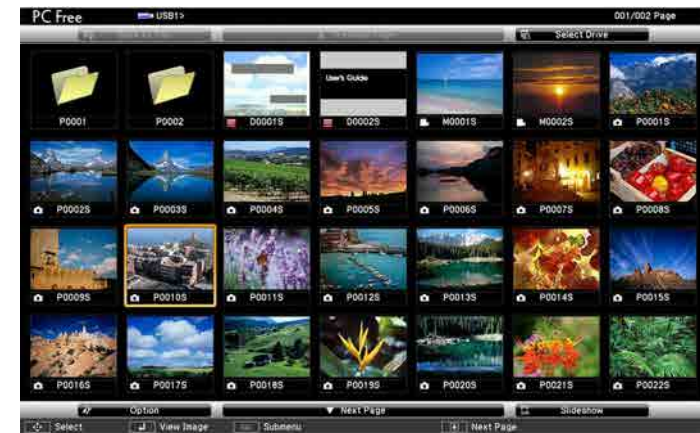 PC Free USB1> 001/002 Page
Select Drive
P0001 P0002 D0001S User's Guide D0002S M0001S M0002S P0001S
P0002S P0003S P0004S P0005S P0006S P0007S P0008S
P0009S P0010S P0011S P0012S P0013S P0014S P0015S
P0016S P0017S P0018S P0019S P0020S P0021S P0022S
Option ▼ Next Page Slideshow
Select View Image Submenu Next Page